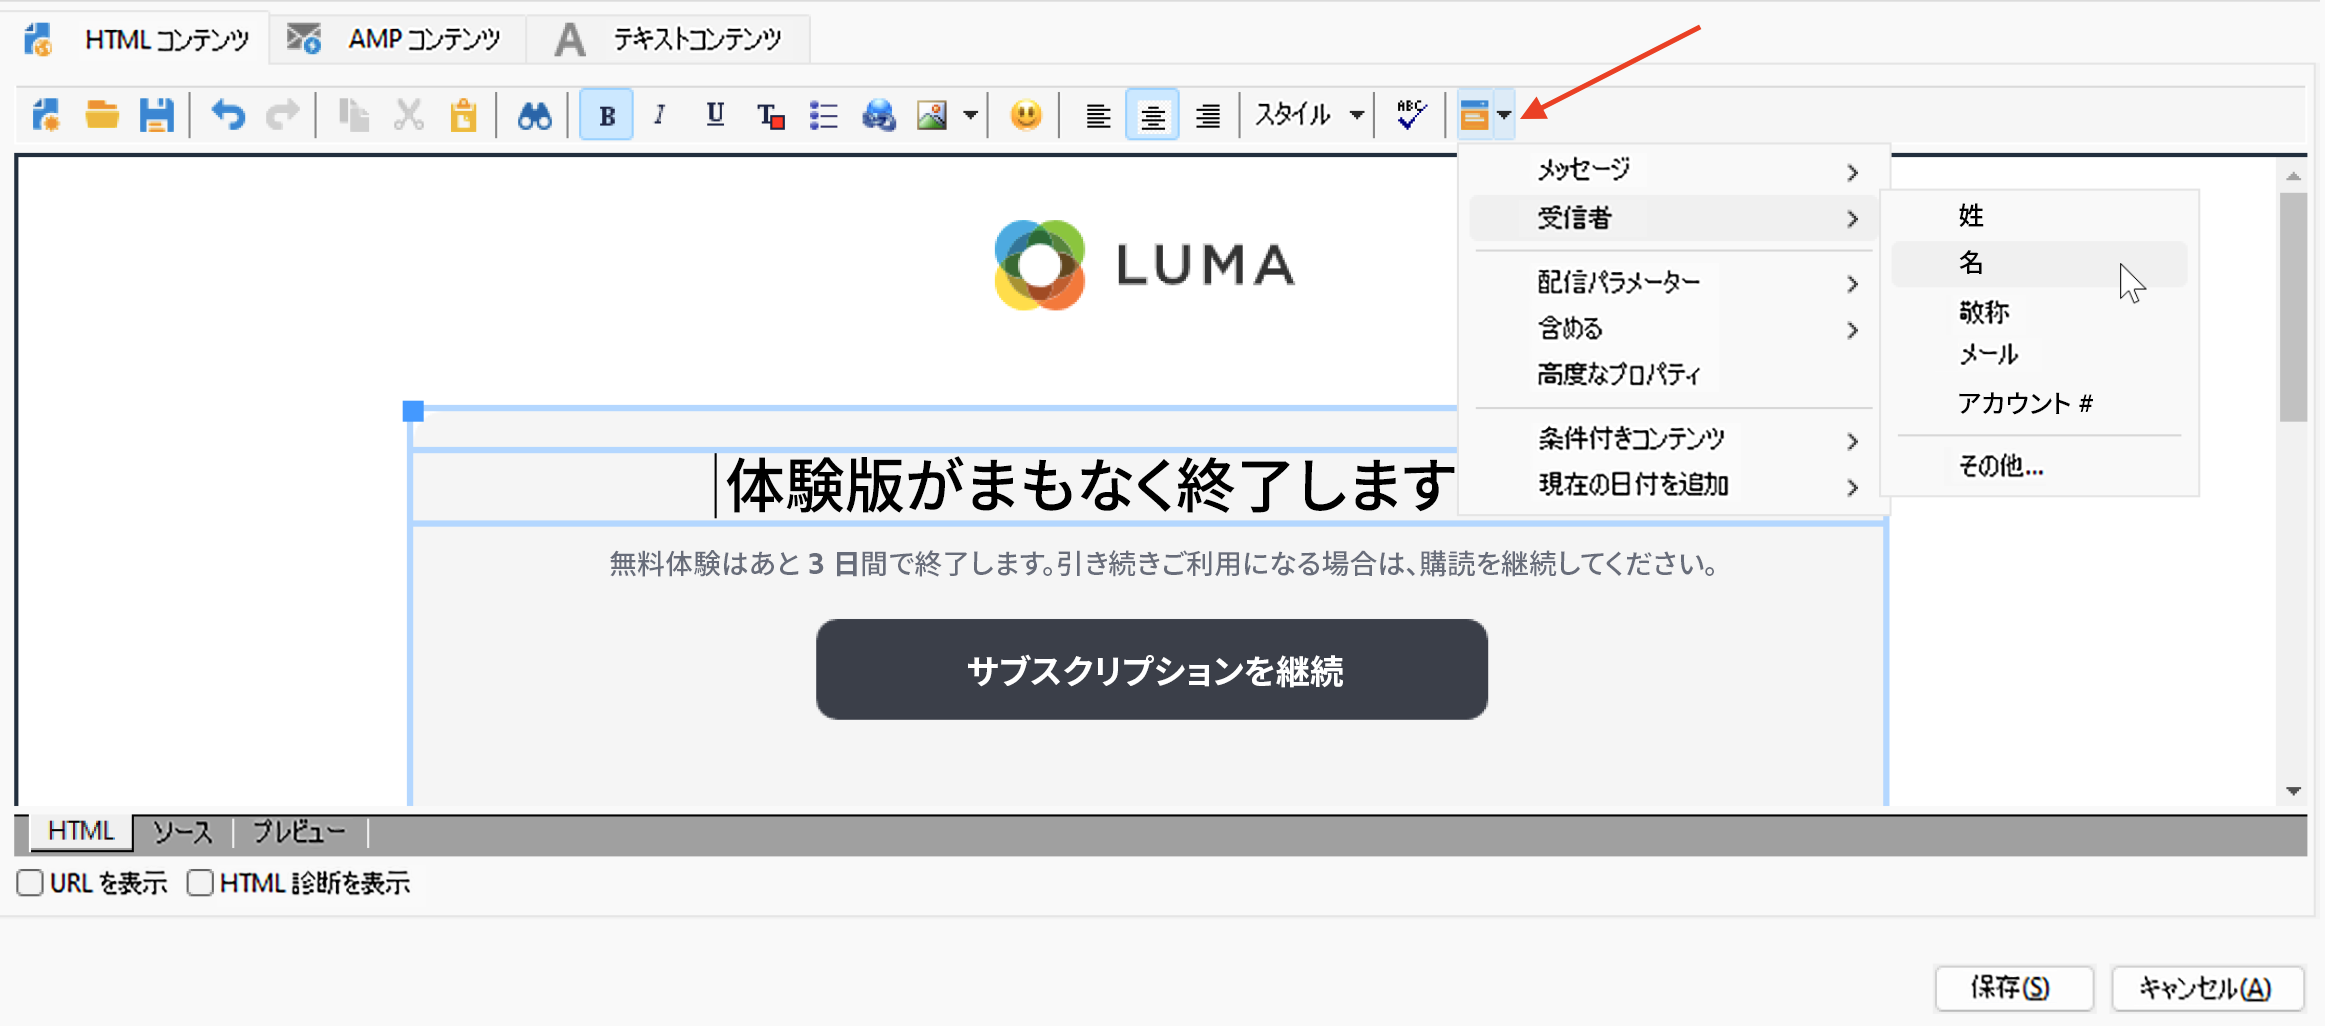 HTML コンテンツ
AMP コンテンツ
A テキストコンテンツ
B I U T スタイル ABC
メッセージ
受信者
配信パラメーター
含める
高度なプロパティ
条件付きコンテンツ
現在の日付を追加
姓
名
敬称
メール
アカウント #
その他...
LUMA
体験版がまもなく終了します
無料体験はあと 3 日間で終了します。引き続きご利用になる場合は、購読を継続してください。
サブスクリプションを継続
HTML ソース プレビュー
URL を表示 HTML 診断を表示
保存(S) キャンセル(A)